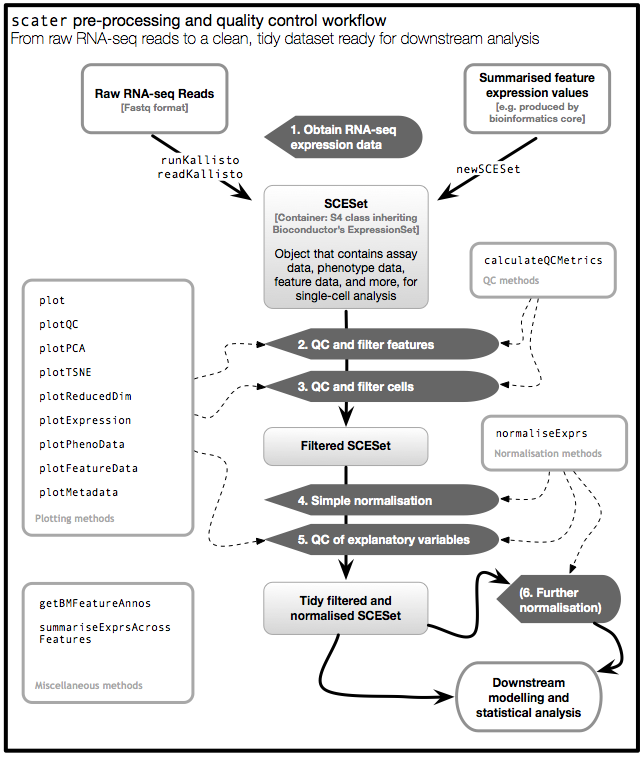 scater pre-processing and quality control workflow
From raw RNA-seq reads to a clean, tidy dataset ready for downstream analysis
Raw RNA-seq Reads
[Fastq format]
Summarised feature
expression values
[e.g. produced by
bioinformatics core]
1. Obtain RNA-seq
expression data
runKallisto
readKallisto
newSCESet
SCESet
[Container: S4 class inheriting
Bioconductor's ExpressionSet]
Object that contains assay
data, phenotype data,
feature data, and more, for
single-cell analysis
calculateQCMetrics
QC methods
plot
plotQC
plotPCA
plotTSNE
plotReducedDim
plotExpression
plotPhenoData
plotFeatureData
plotMetadata
Plotting methods
2. QC and filter features
3. QC and filter cells
Filtered SCESet
normaliseExprs
Normalisation methods
4. Simple normalisation
5. QC of explanatory variables
Tidy filtered and
normalised SCESet
(6. Further
normalisation)
getBMFeatureAnnos
summariseExprsAcross
Features
Miscellaneous methods
Downstream
modelling and
statistical analysis